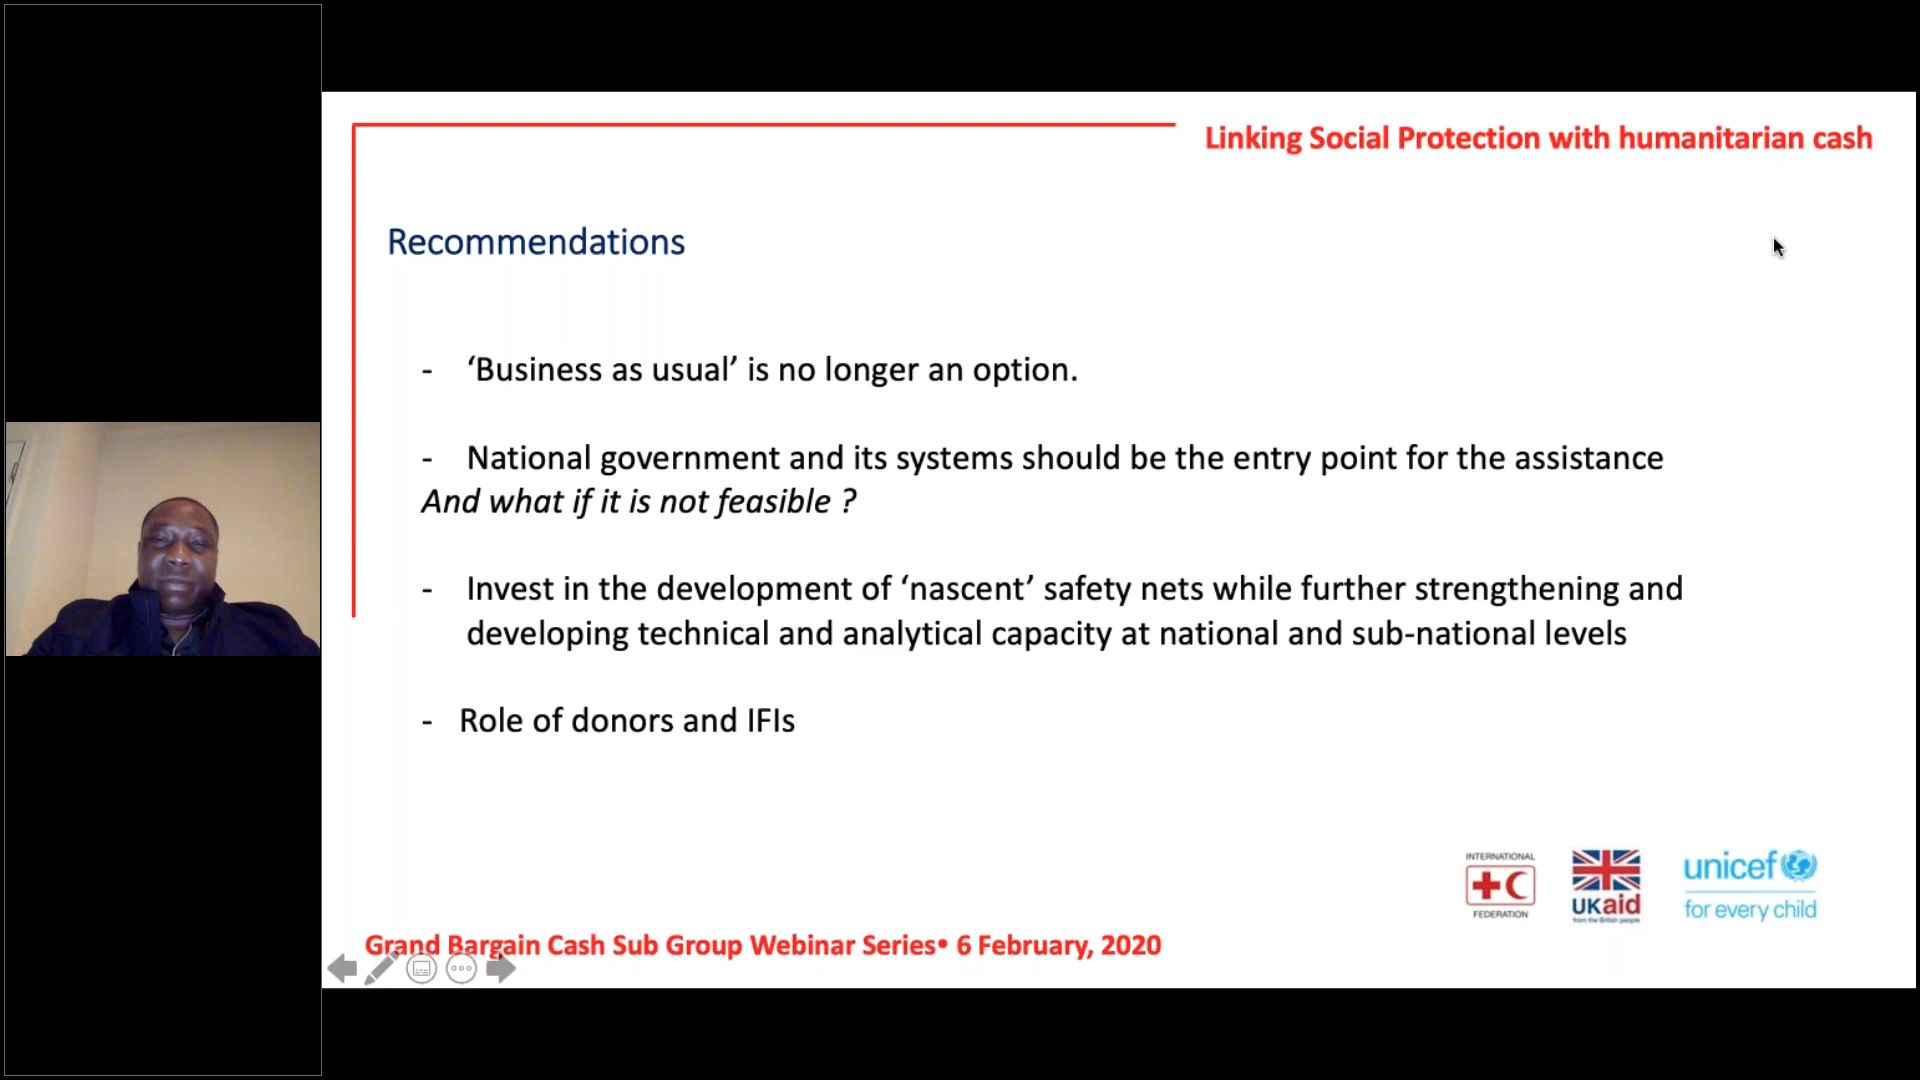 Linking Social Protection with humanitarian cash
Recommendations
- ‘Business as usual’ is no longer an option.
- National government and its systems should be the entry point for the assistance
And what if it is not feasible ?
- Invest in the development of ‘nascent’ safety nets while further strengthening and
developing technical and analytical capacity at national and sub-national levels
- Role of donors and IFIs
INTERNATIONAL
FEDERATION
UKaid
from the British people
unicef
for every child
Grand Bargain Cash Sub Group Webinar Series• 6 February, 2020